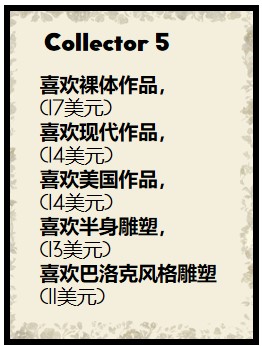 Collector 5
喜欢裸体作品，
(17美元)
喜欢现代作品，
(14美元)
喜欢美国作品，
(14美元)
喜欢半身雕塑，
(13美元)
喜欢巴洛克风格雕塑
(11美元)